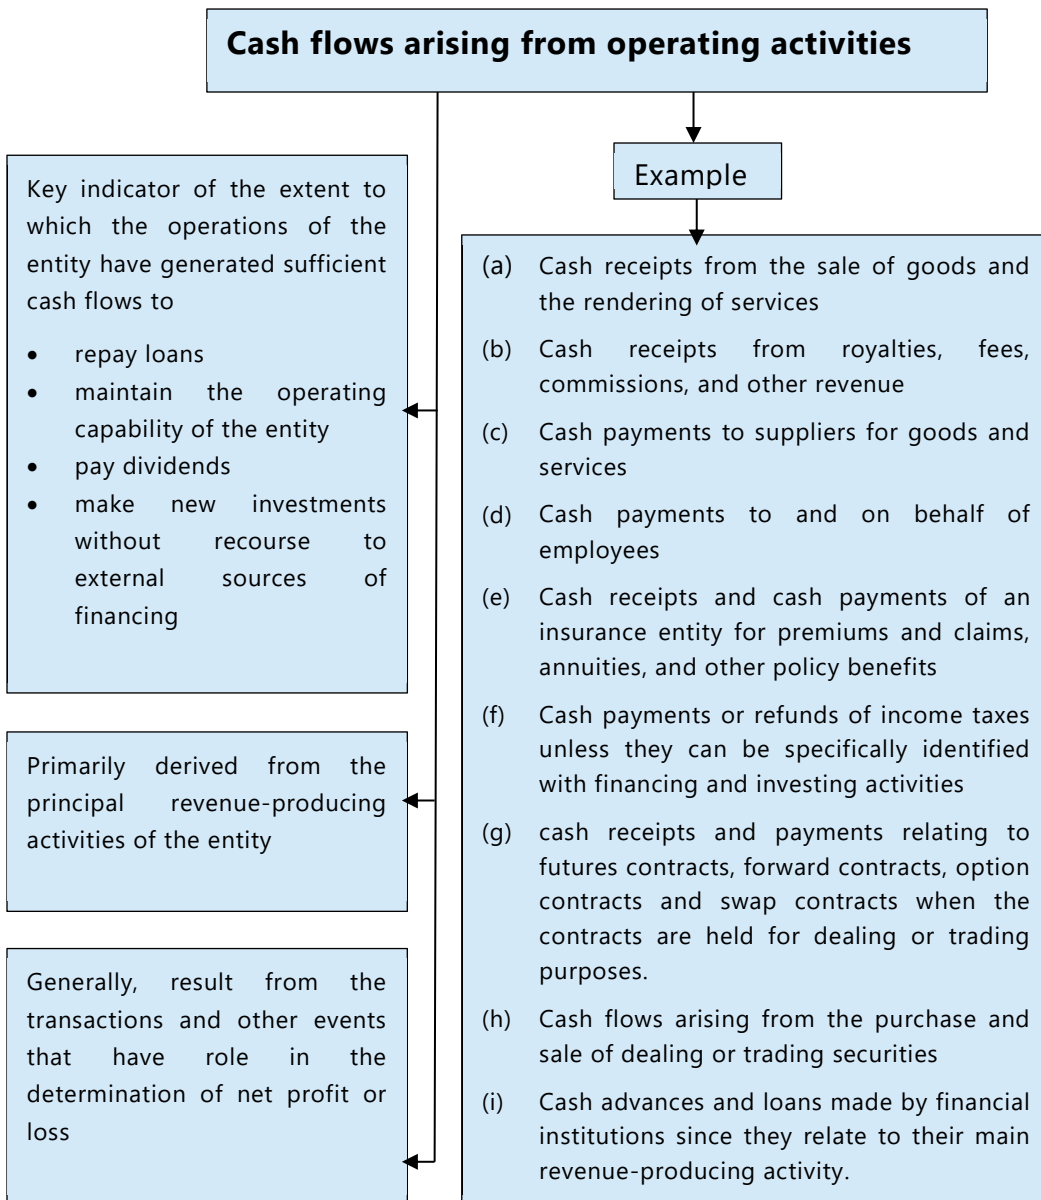 Cash flows arising from operating activities
Key indicator of the extent to
which the operations of the
entity have generated sufficient
cash flows to
• repay loans
• maintain the operating
capability of the entity
• pay dividends
• make new investments
without recourse to
external sources of
financing
Primarily derived from the
principal revenue-producing
activities of the entity
Generally, result from the
transactions and other events
that have role in the
determination of net profit or
loss
Example
(a) Cash receipts from the sale of goods and
the rendering of services
(b) Cash receipts from royalties, fees,
commissions, and other revenue
(c) Cash payments to suppliers for goods and
services
(d) Cash payments to and on behalf of
employees
(e) Cash receipts and cash payments of an
insurance entity for premiums and claims,
annuities, and other policy benefits
(f) Cash payments or refunds of income taxes
unless they can be specifically identified
with financing and investing activities
(g) cash receipts and payments relating to
futures contracts, forward contracts, option
contracts and swap contracts when the
contracts are held for dealing or trading
purposes.
(h) Cash flows arising from the purchase and
sale of dealing or trading securities
(i) Cash advances and loans made by financial
institutions since they relate to their main
revenue-producing activity.